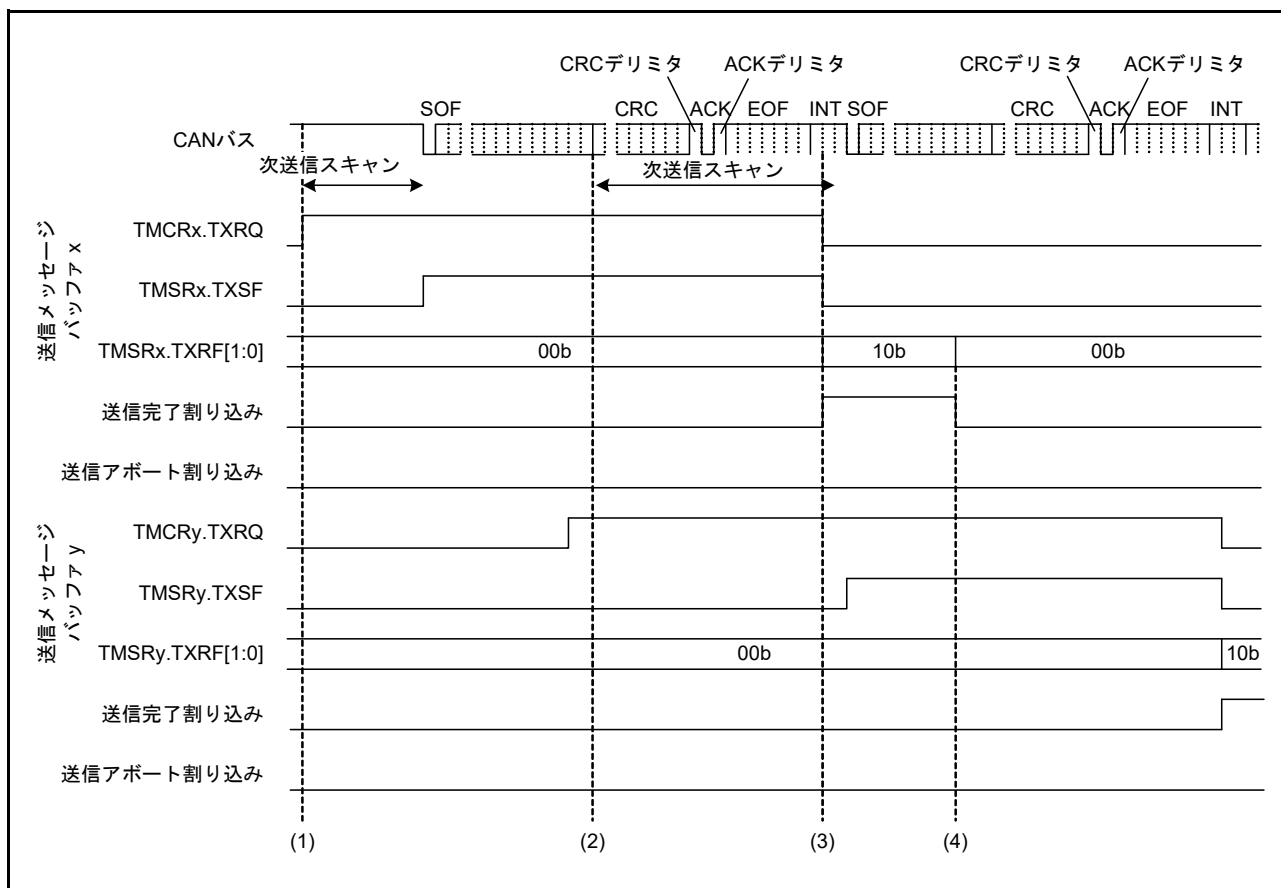 CRCデリミタ ACKデリミタ CRCデリミタ ACKデリミタ
SOF CRC ACK EOF INT SOF CRC ACK EOF INT
CANバス
次送信スキャン 次送信スキャン
送信メッセージ
バッファ x
TMCRx.TXRQ
TMSRx.TXSF
TMSRx.TXRF[1:0] 00b 10b 00b
送信完了割り込み
送信アボート割り込み
送信メッセージ
バッファ y
TMCRy.TXRQ
TMSRy.TXSF
TMSRy.TXRF[1:0] 00b 10b
送信完了割り込み
送信アボート割り込み
(1) (2) (3) (4)